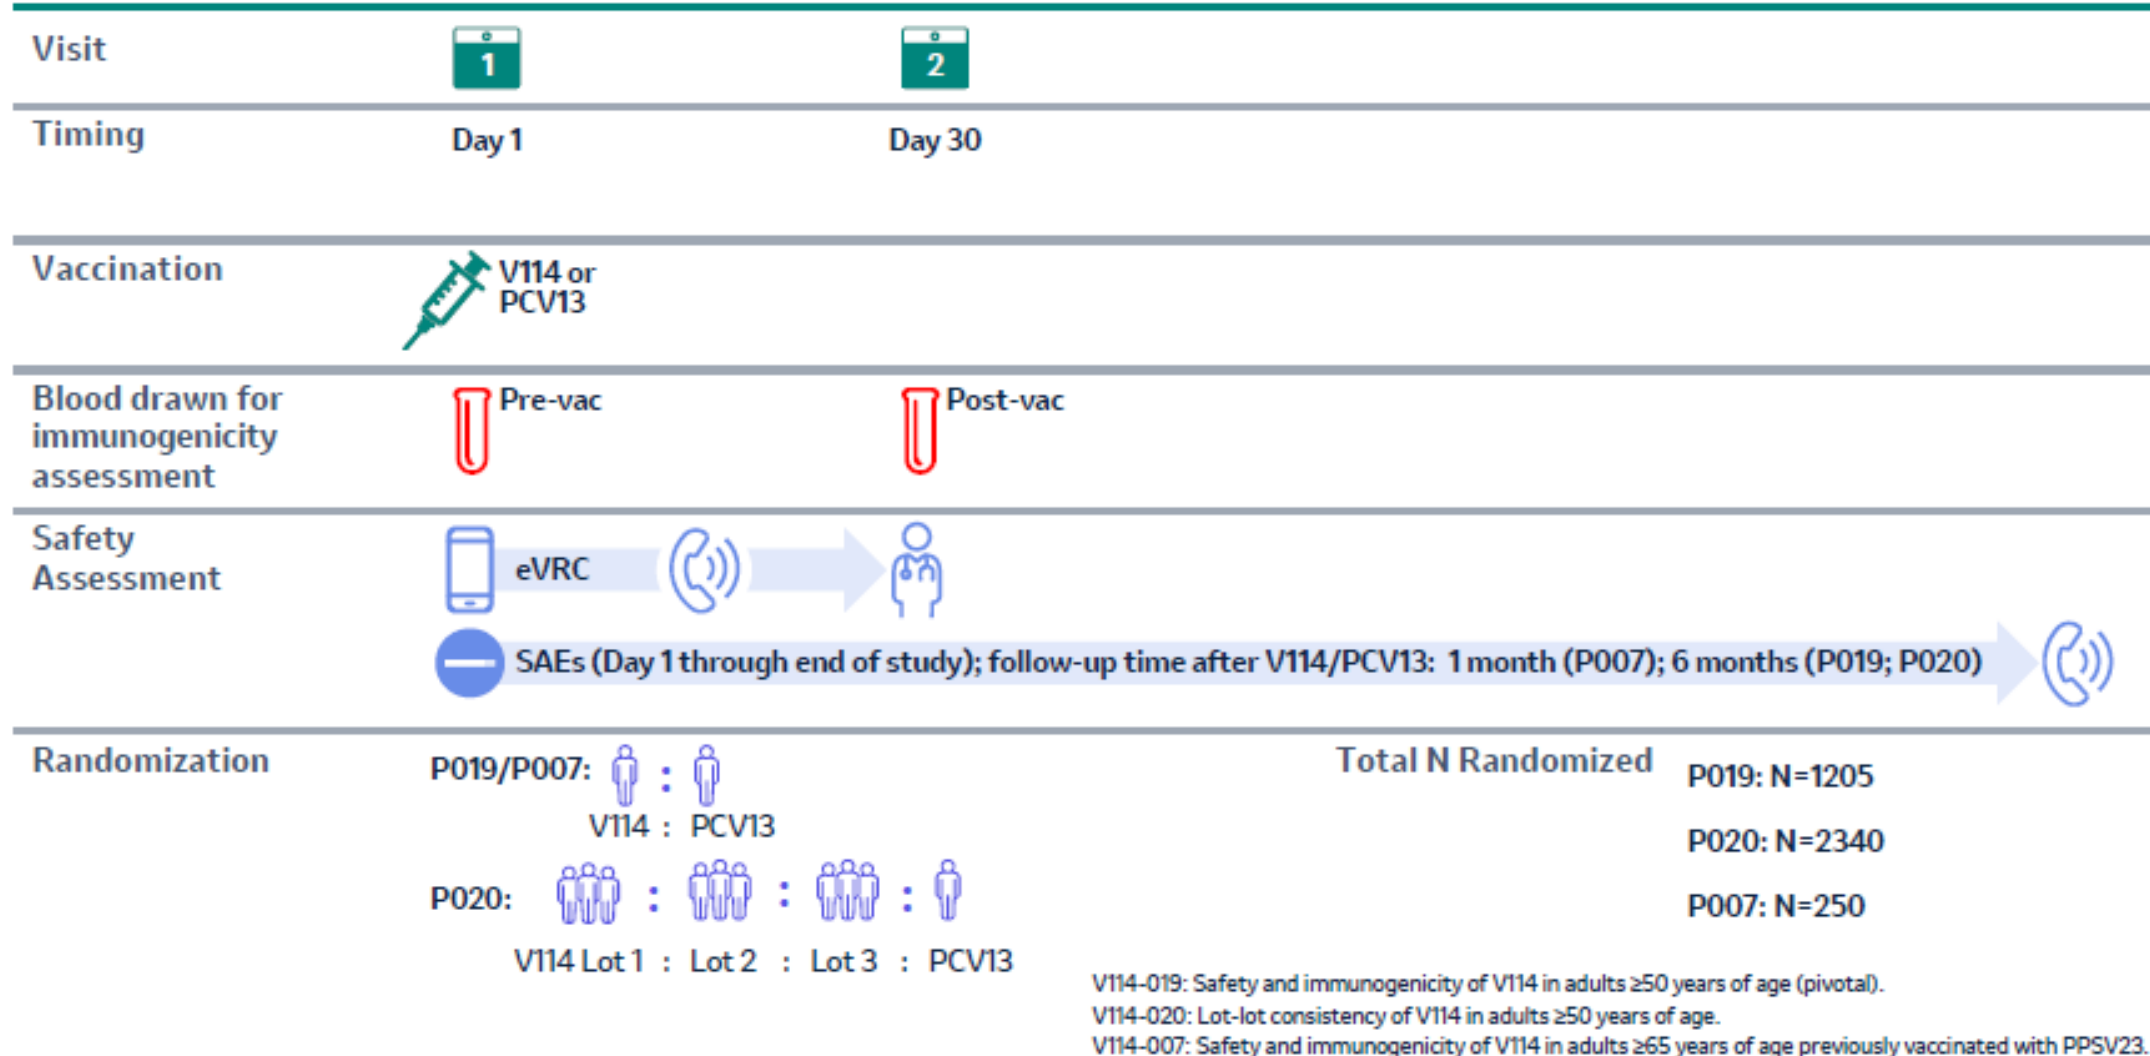 Visit
1
2
Timing
Day 1
Day 30
Vaccination
V114 or
PCV13
Blood drawn for
immunogenicity
assessment
Pre-vac
Post-vac
Safety
Assessment
eVRC
SAEs (Day 1 through end of study); follow-up time after V114/PCV13: 1 month (P007); 6 months (P019; P020)
Randomization
P019/P007: :
V114 : PCV13
P020: : : :
V114 Lot 1 : Lot 2 : Lot 3 : PCV13
Total N Randomized
P019: N=1205
P020: N=2340
P007: N=250
V114-019: Safety and immunogenicity of V114 in adults ≥50 years of age (pivotal).
V114-020: Lot-lot consistency of V114 in adults ≥50 years of age.
V114-007: Safety and immunogenicity of V114 in adults ≥65 years of age previously vaccinated with PPSV23.